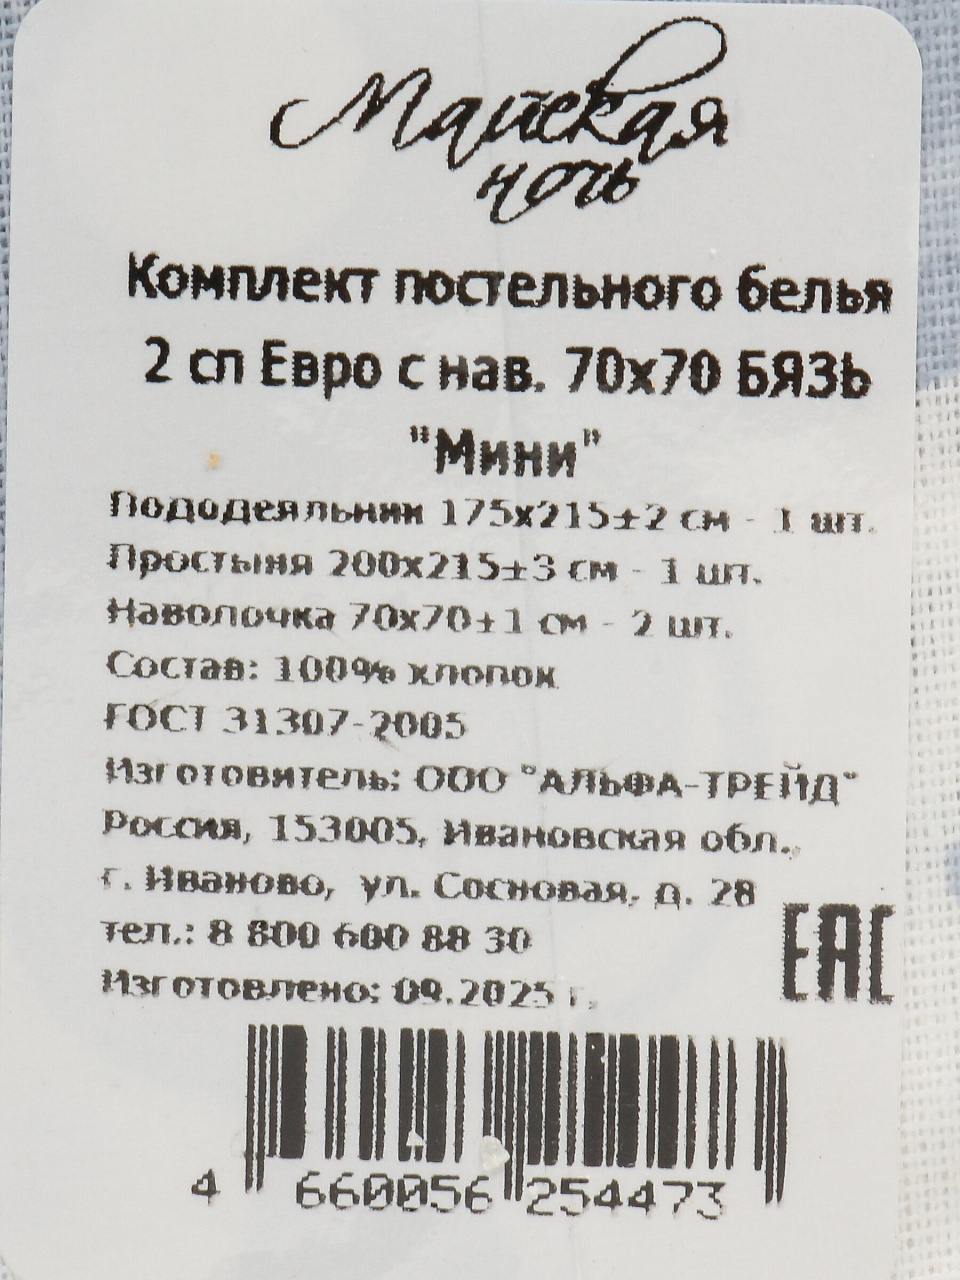 Майская
ночь
Комплект постельного белья
2 сп Евро с нав. 70х70 БЯЗЬ
"Мини"
Пододеяльник 175х215±2 см - 1 шт.
Простыня 200х215±3 см - 1 шт.
Наволочка 70х70±1 см - 2 шт.
Состав: 100% хлопок
ГОСТ 31307-2005
Изготовитель: ООО "АЛЬФА-ТРЕЙД"
Россия, 153005, Ивановская обл.,
г. Иваново, ул. Сосновая, д. 28
тел.: 8 800 600 88 30
Изготовлено: 09.2025 г.
ЕАС
4 660056 254473